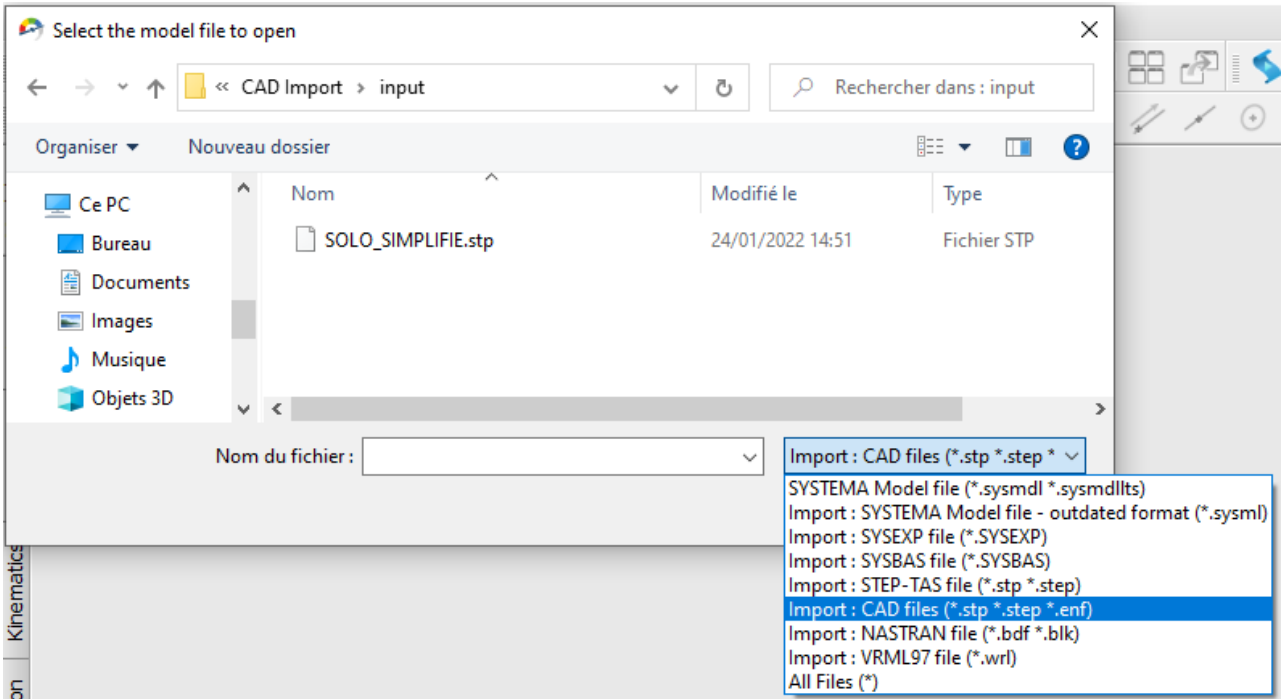 Select the model file to open
« CAD Import › input
Rechercher dans : input
Organiser
Nouveau dossier
Nom
Modifié le
Type
Ce PC
Bureau
Documents
Images
Musique
Objets 3D
SOLO_SIMPLIFIE.stp
24/01/2022 14:51
Fichier STP
Nom du fichier :
Import : CAD files (*.stp *.step *
SYSTEMA Model file (*.sysmdl *.sysmdllts)
Import : SYSTEMA Model file - outdated format (*.sysml)
Import : SYSEXP file (*.SYSEXP)
Import : SYSBAS file (*.SYSBAS)
Import : STEP-TAS file (*.stp *.step)
Import : CAD files (*.stp *.step *.enf)
Import : NASTRAN file (*.bdf *.blk)
Import : VRML97 file (*.wrl)
All Files (*)
Kinematics
on